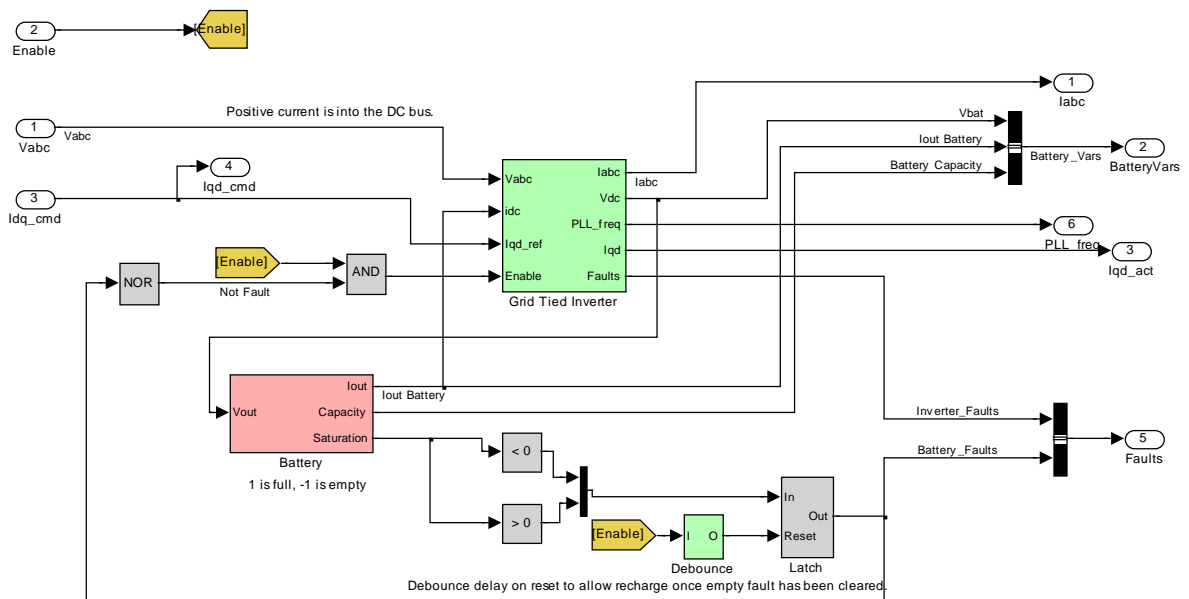 2
Enable
[Enable]
Positive current is into the DC bus.
1
Vabc
Vabc
4
Iqd_cmd
3
Idq_cmd
[Enable]
NOR
Not Fault
AND
Vabc
idc
Iqd_ref
Enable
Iabc
Vdc
PLL_freq
Iqd
Faults
Grid Tied Inverter
Iabc
1
Iabc
Vbat
Iout Battery
Battery Capacity
Battery_Vars
2
BatteryVars
6
PLL_freq
3
Iqd_act
Vout
Iout
Capacity
Saturation
Battery
1 is full, -1 is empty
Iout Battery
< 0
> 0
[Enable]
I
O
Debounce
In
Out
Reset
Latch
Inverter_Faults
Battery_Faults
5
Faults
Debounce delay on reset to allow recharge once empty fault has been cleared.